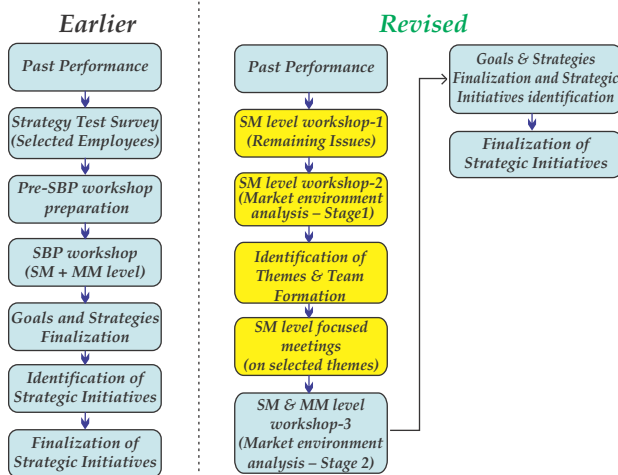 Earlier
Past Performance
Strategy Test Survey
(Selected Employees)
Pre-SBP workshop
preparation
SBP workshop
(SM + MM level)
Goals and Strategies
Finalization
Identification of
Strategic Initiatives
Finalization of
Strategic Initiatives
Revised
Past Performance
SM level workshop-1
(Remaining Issues)
SM level workshop-2
(Market environment
analysis – Stage1)
Identification of
Themes & Team
Formation
SM level focused
meetings
(on selected themes)
SM & MM level
workshop-3
(Market environment
analysis – Stage 2)
Goals & Strategies
Finalization and Strategic
Initiatives identification
Finalization of
Strategic Initiatives